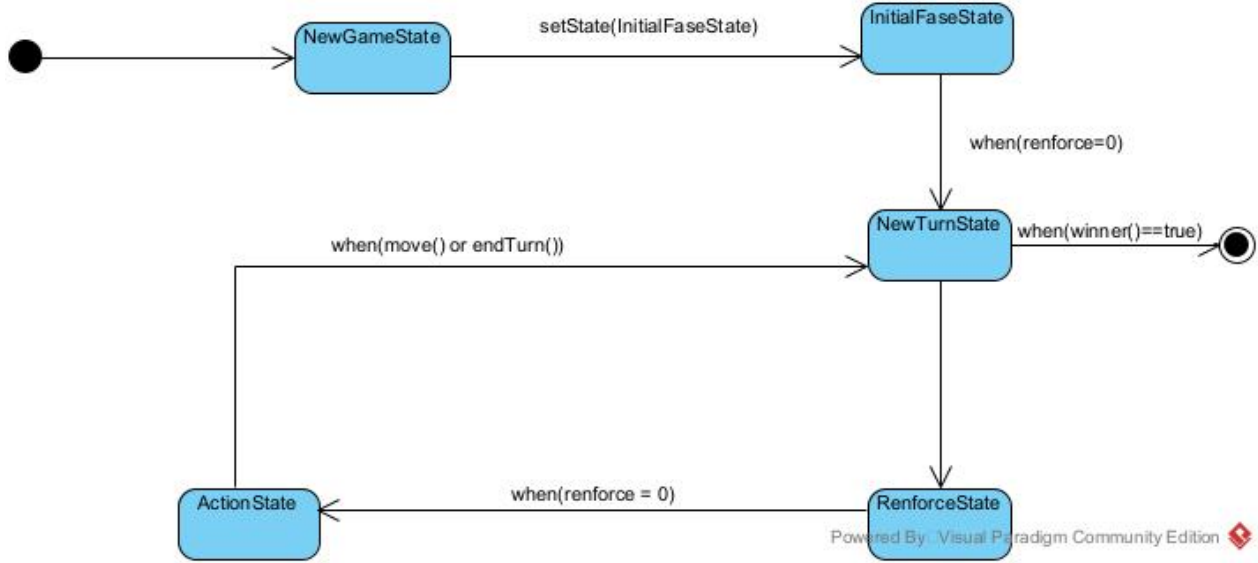 NewGameState
setState(InitialFaseState)
InitialFaseState
when(renforce=0)
NewTurnState
when(winner()==true)
when(move() or endTurn())
ActionState
when(renforce = 0)
RenforceState
Powered By Visual Paradigm Community Edition